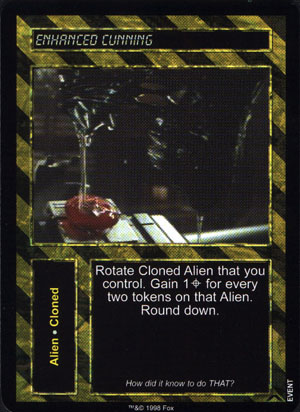 ENHANCED CUNNING
Rotate Cloned Alien that you
control. Gain 1⌖ for every
two tokens on that Alien.
Round down.
Alien • Cloned
How did it know to do THAT?
EVENT
™&© 1998 Fox